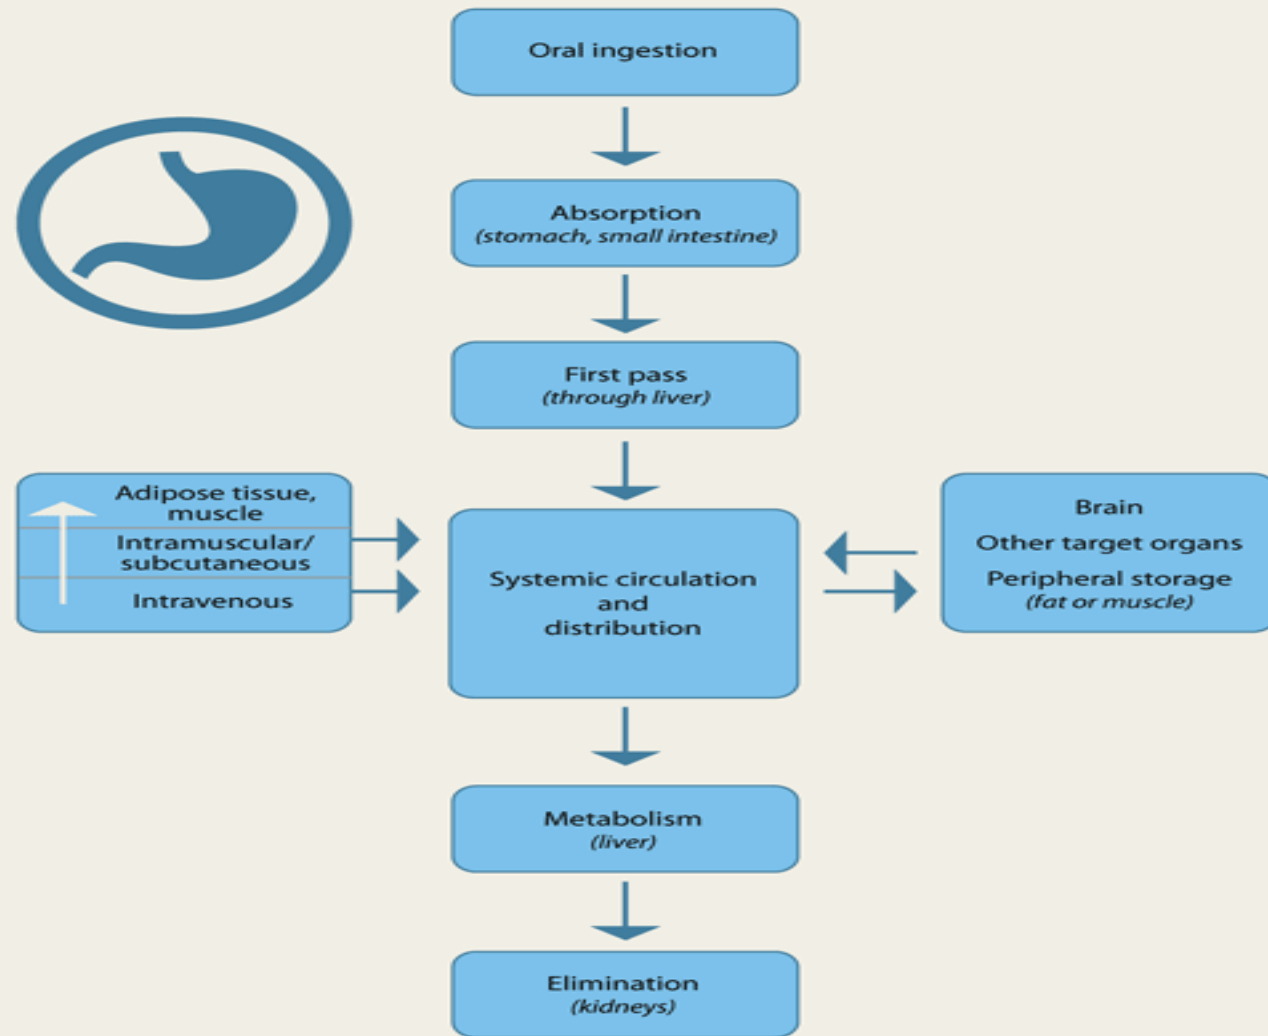 Oral ingestion
Absorption
(stomach, small intestine)
First pass
(through liver)
Adipose tissue,
muscle
Intramuscular/
subcutaneous
Intravenous
Systemic circulation
and
distribution
Brain
Other target organs
Peripheral storage
(fat or muscle)
Metabolism
(liver)
Elimination
(kidneys)